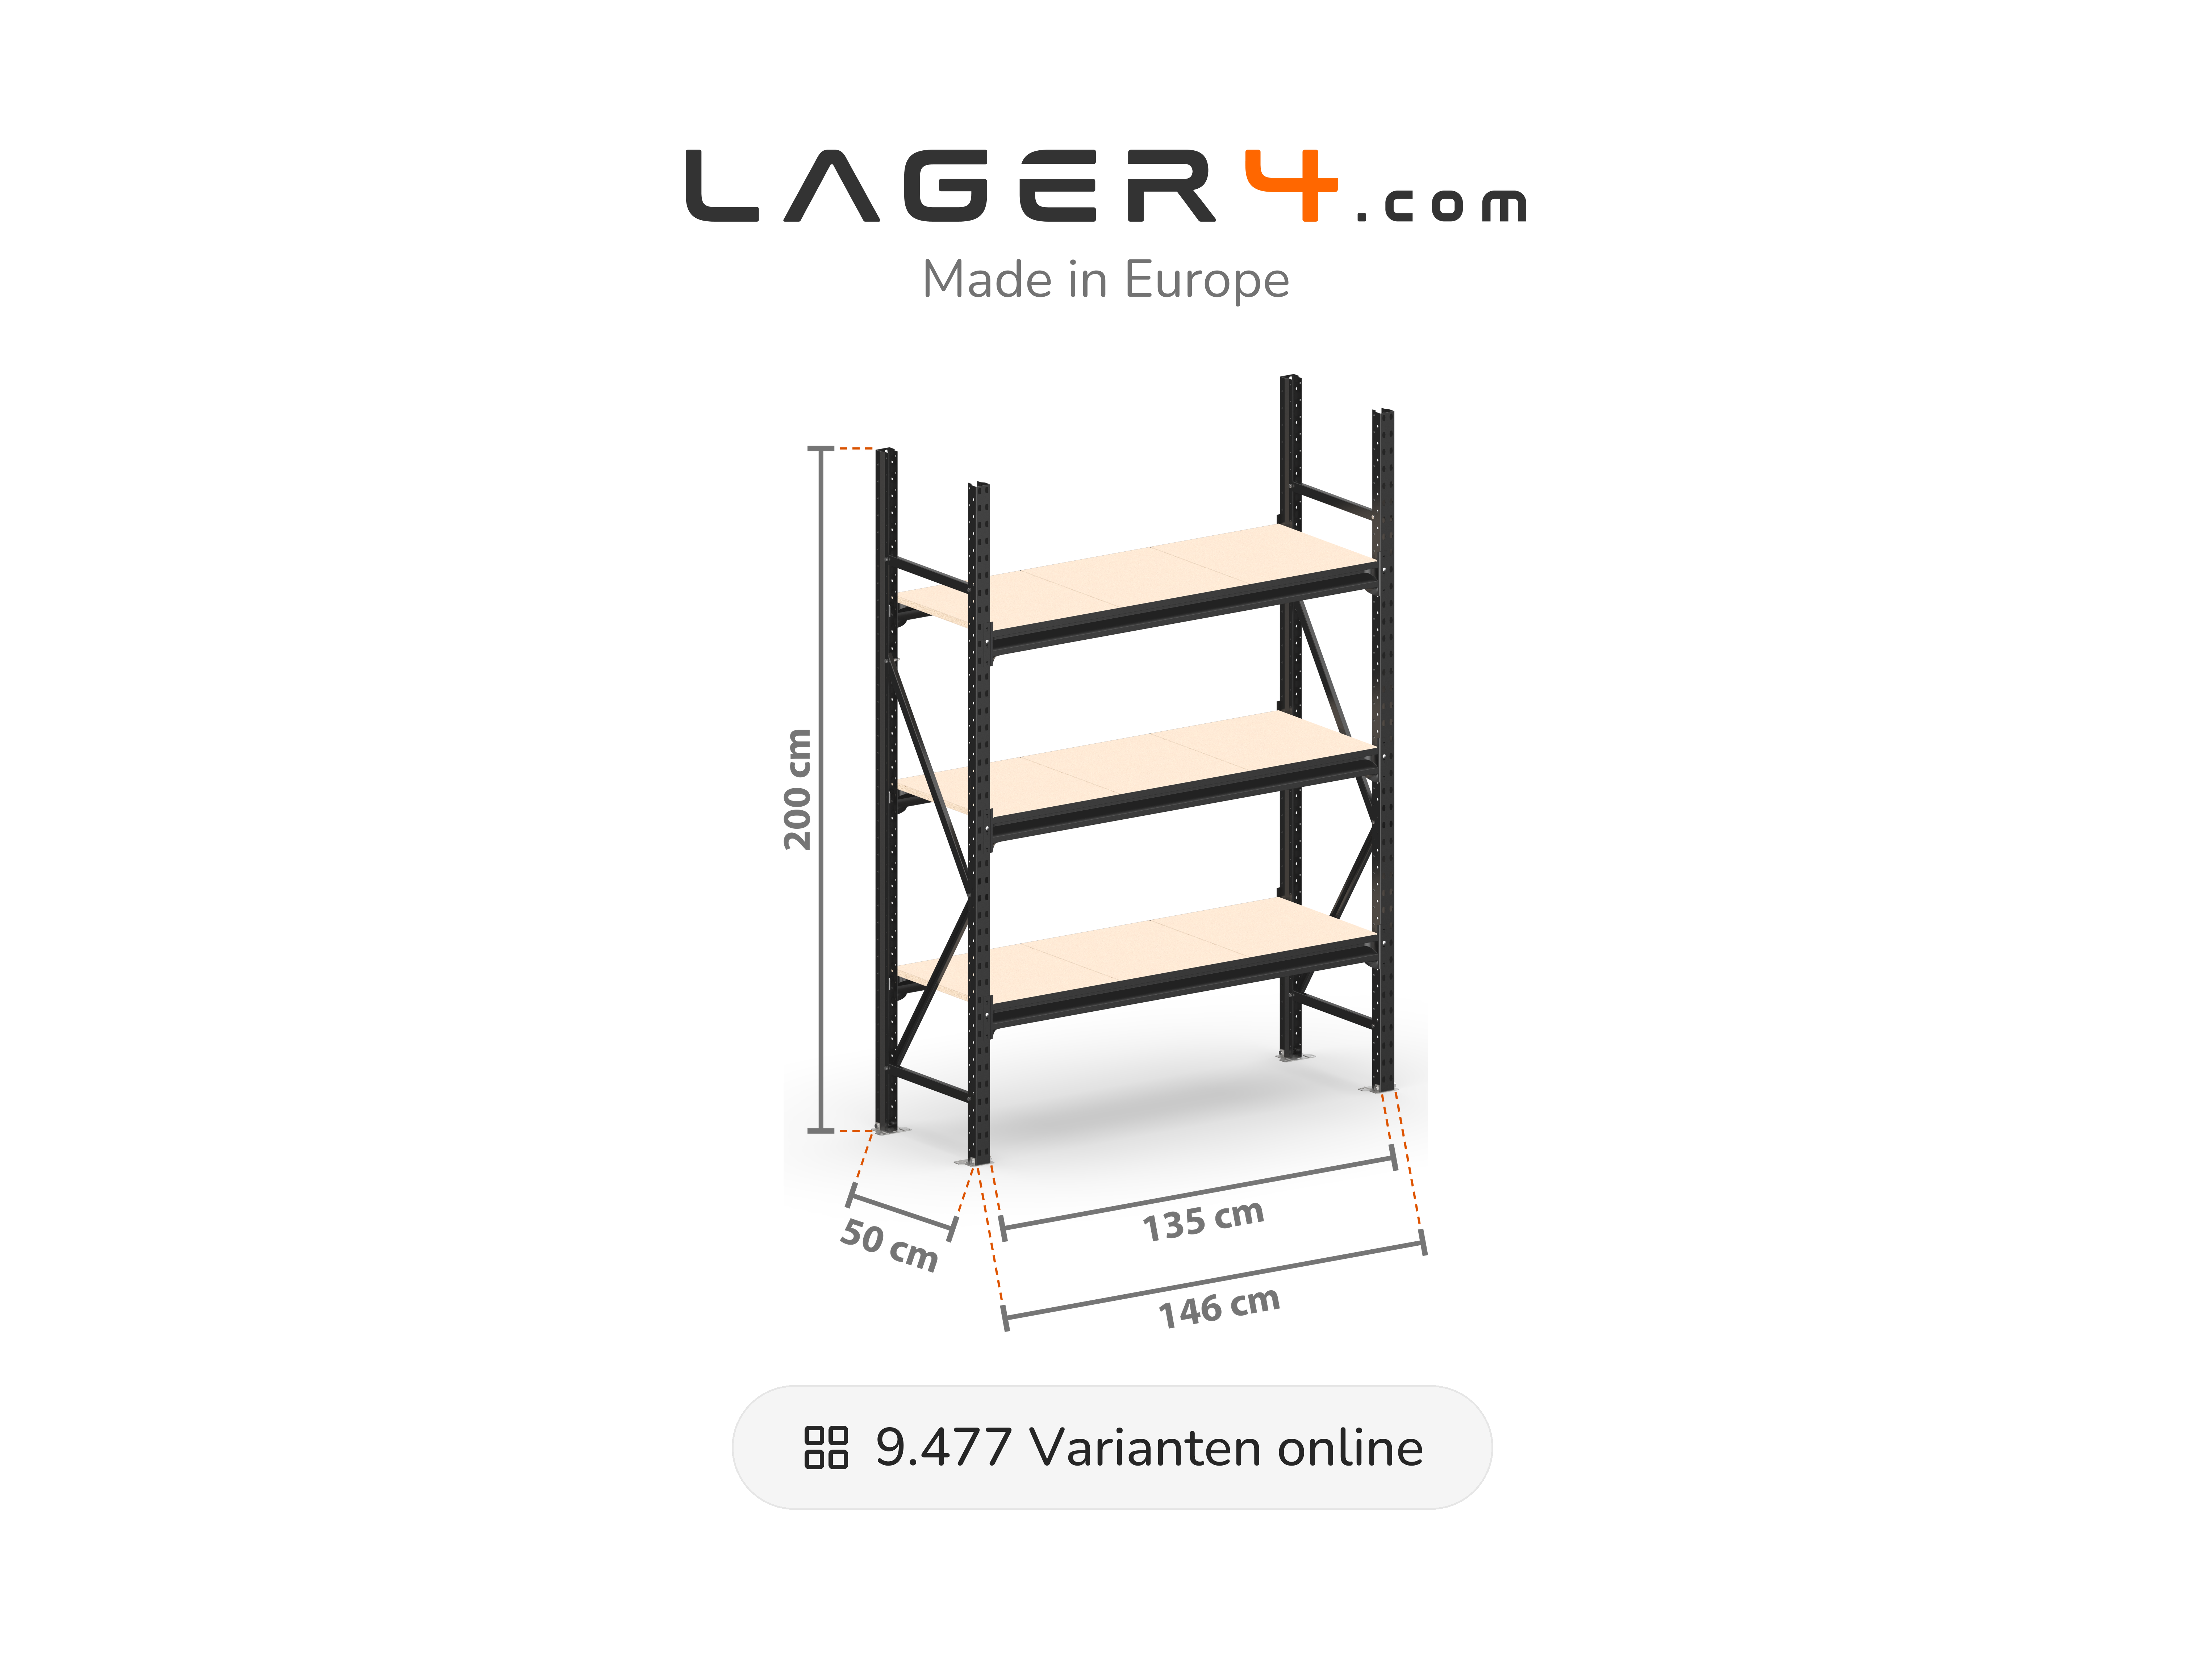 LAGER4.com
Made in Europe
200 cm
50 cm
135 cm
146 cm
9.477 Varianten online